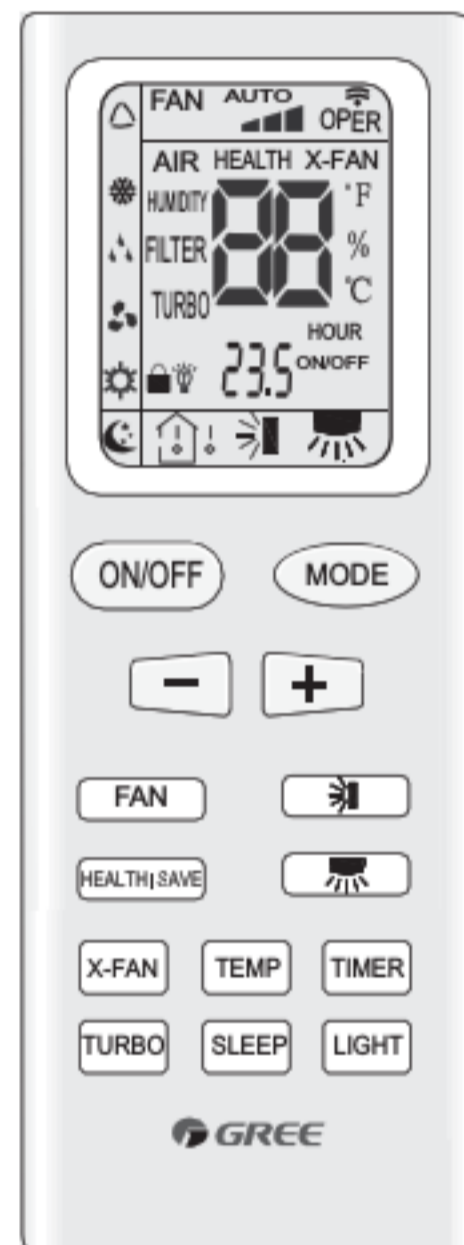 FAN AUTO OPER
AIR HEALTH X-FAN
HUMIDITY 88 °F
FILTER %
TURBO °C
HOUR
23.5 ON/OFF
ON/OFF MODE
- +
FAN
HEALTH|SAVE
X-FAN TEMP TIMER
TURBO SLEEP LIGHT
GREE